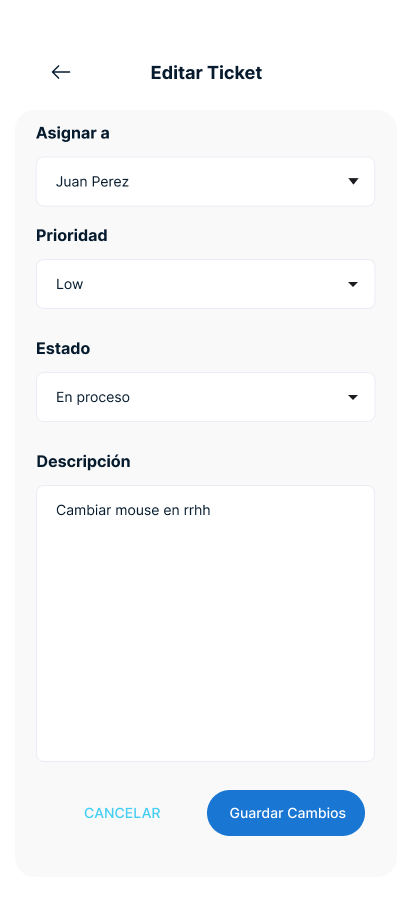 Editar Ticket
Asignar a
Juan Perez
Prioridad
Low
Estado
En proceso
Descripción
Cambiar mouse en rrhh
CANCELAR
Guardar Cambios